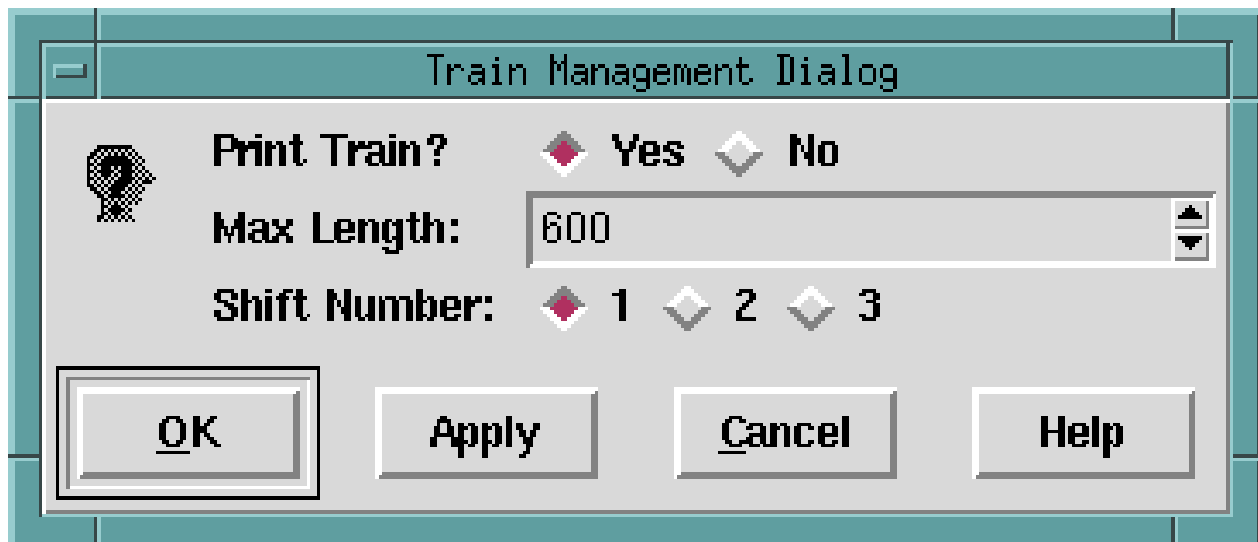 Train Management Dialog
Print Train? Yes No
Max Length: 600
Shift Number: 1 2 3
OK Apply Cancel Help